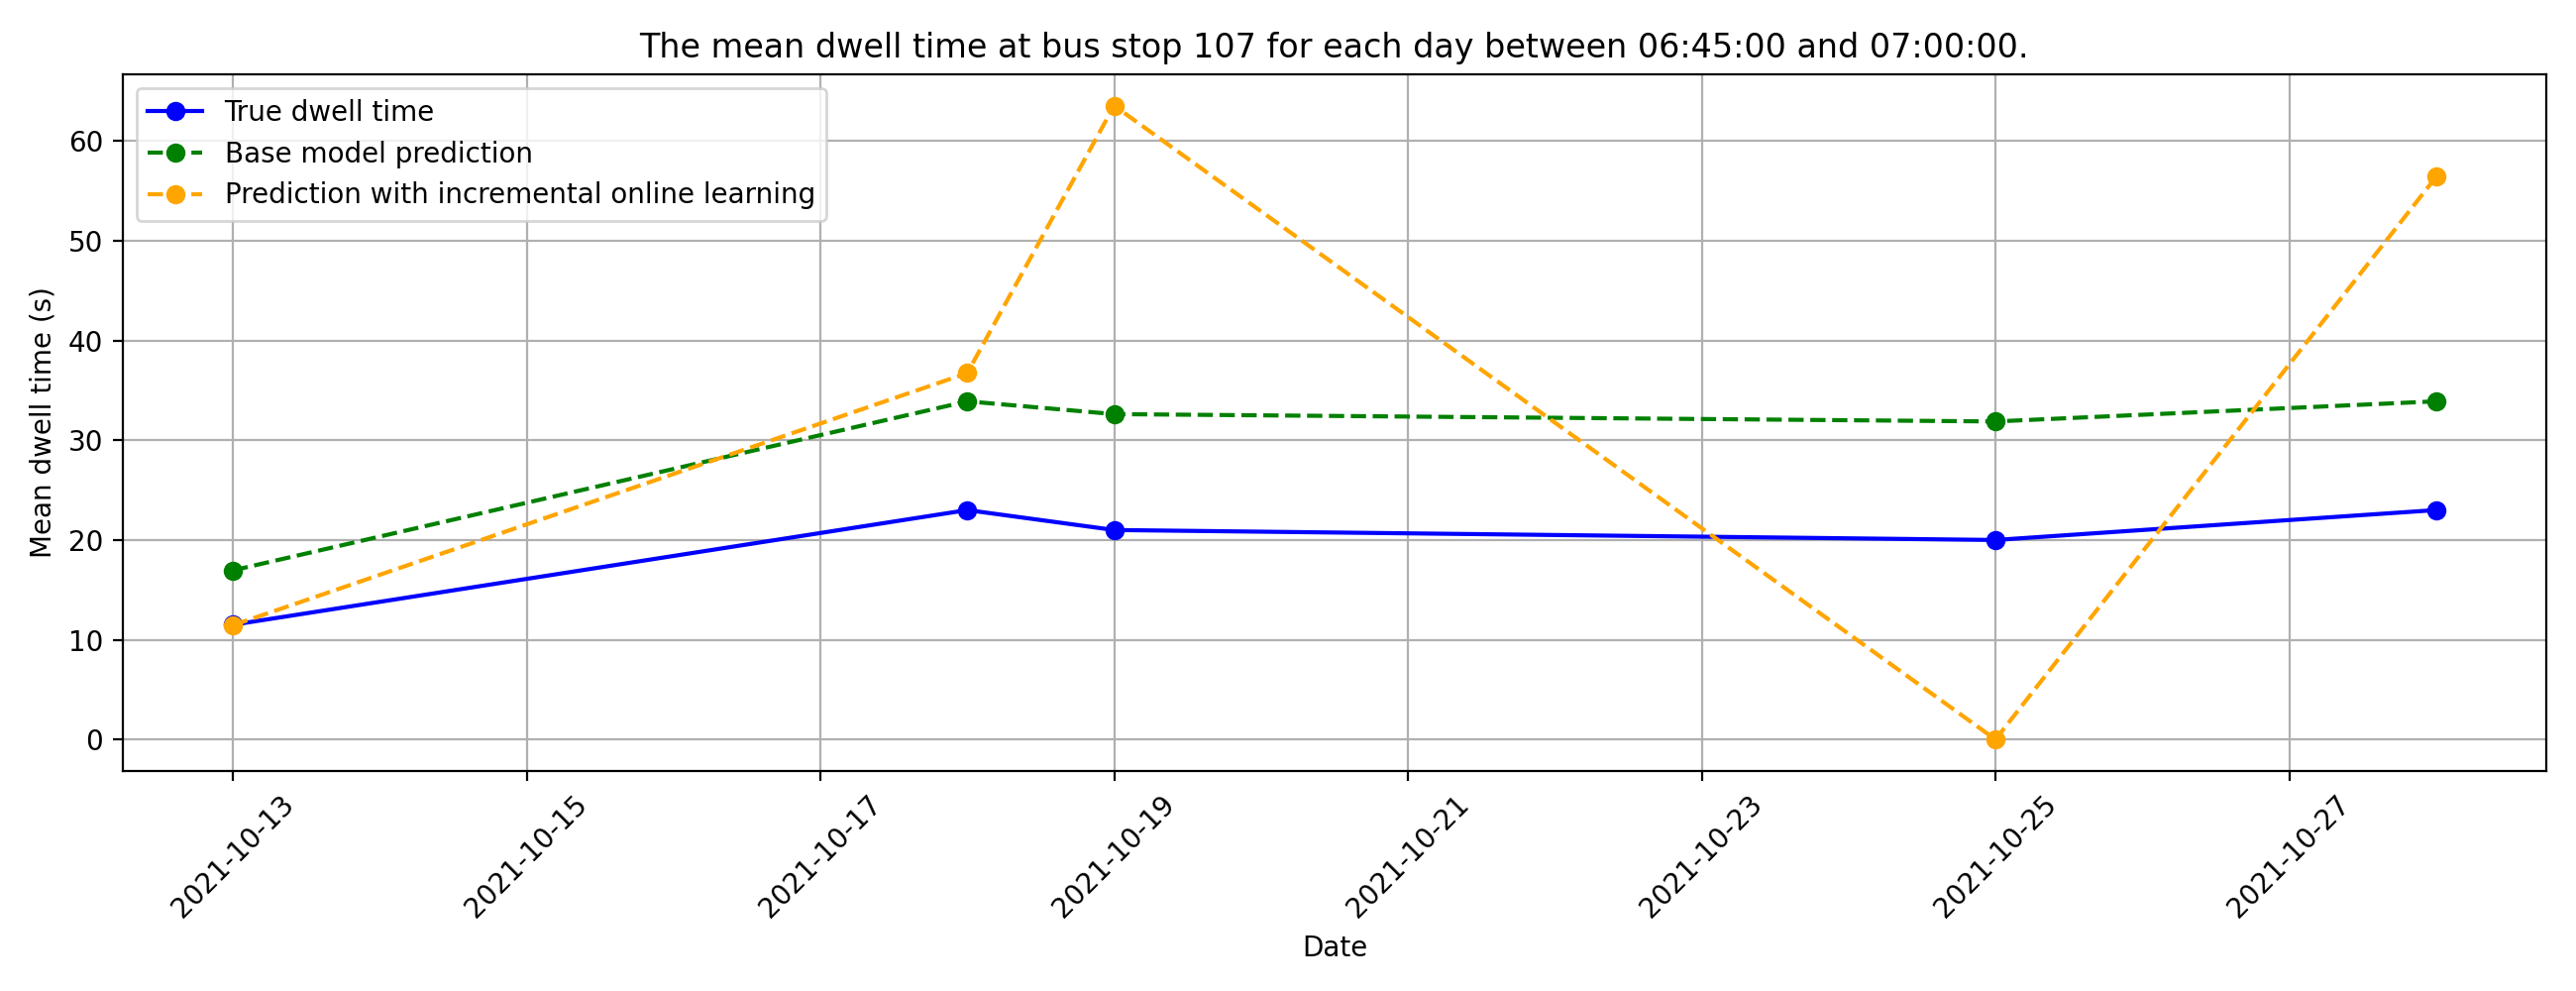 The mean dwell time at bus stop 107 for each day between 06:45:00 and 07:00:00.
True dwell time
Base model prediction
Prediction with incremental online learning
Mean dwell time (s)
60
50
40
30
20
10
0
2021-10-13
2021-10-15
2021-10-17
2021-10-19
2021-10-21
2021-10-23
2021-10-25
2021-10-27
Date